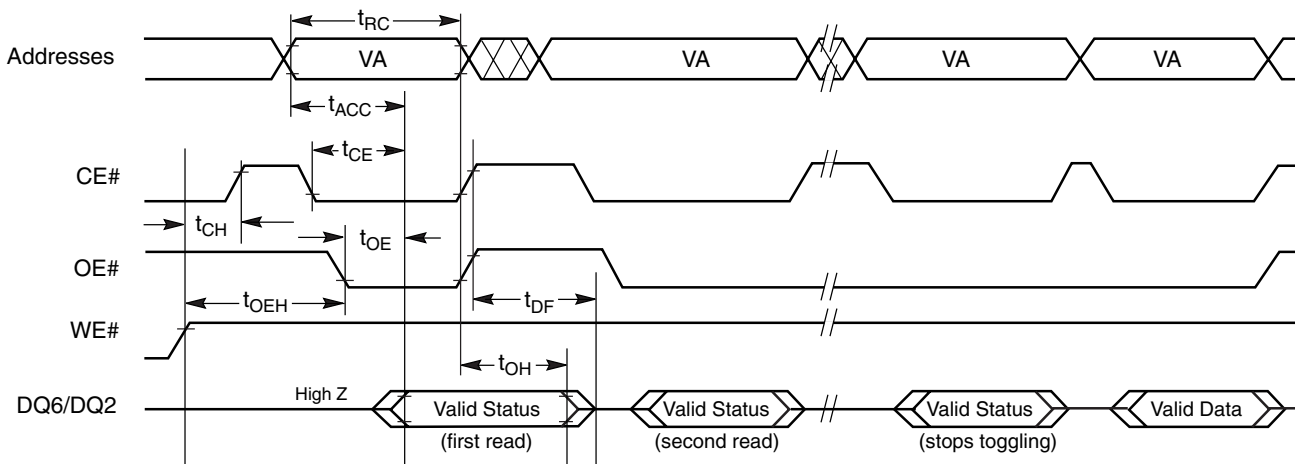 tRC
Addresses VA VA VA VA
tACC
tCE
CE#
tCH
tOE
OE#
tOEH
tDF
WE#
tOH
High Z
DQ6/DQ2 Valid Status Valid Status Valid Status Valid Data
(first read) (second read) (stops toggling)